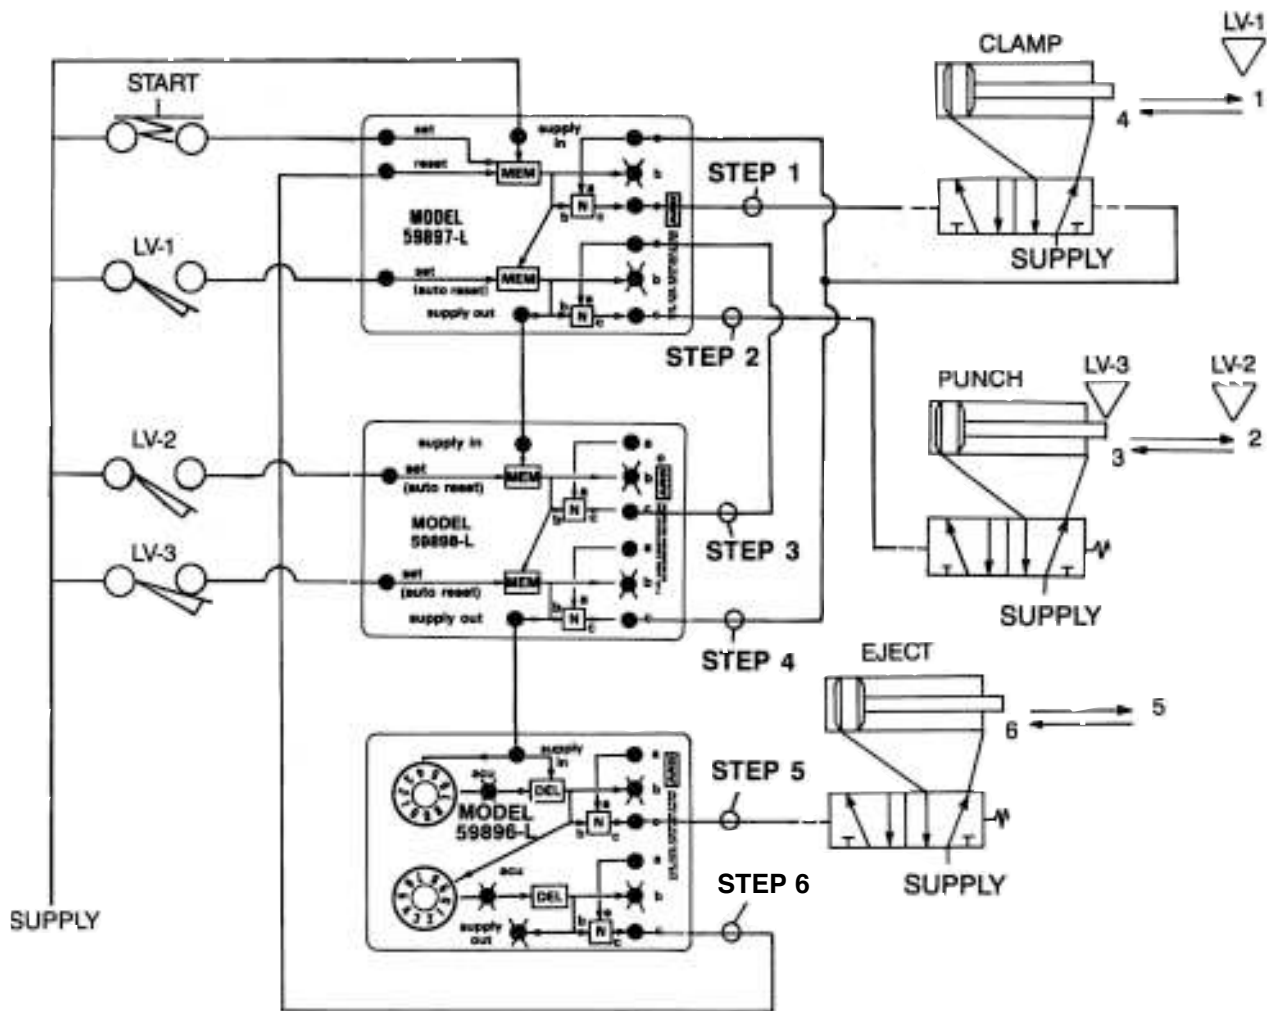 LV-1
CLAMP
START
set
supply in
a
reset
MEM
b
STEP 1
4
1
MODEL 59897-L
a
N
b
c
c
ARO
SUPPLY
LV-1
a
set
(auto reset)
MEM
b
supply out
a
b
N
c
c
STEP 2
PUNCH
LV-3
LV-2
3
2
LV-2
supply in
a
set
(auto reset)
MEM
b
ARO
MODEL 59898-L
a
b
N
c
c
STEP 3
LV-3
a
set
(auto reset)
MEM
b
supply out
a
b
N
c
c
STEP 4
SUPPLY
EJECT
6
5
supply in
a
ARO
acu
DEL
b
MODEL 59896-L
a
b
N
c
c
STEP 5
a
acu
DEL
b
supply out
a
b
N
c
c
STEP 6
SUPPLY
SUPPLY